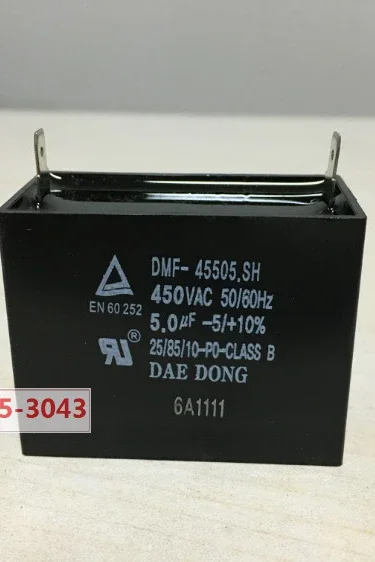 DMF- 45505.SH
450VAC 50/60Hz
EN 60 252
5.0µF -5/+10%
25/85/10-P0-CLASS B
DAE DONG
6A1111
5-3043